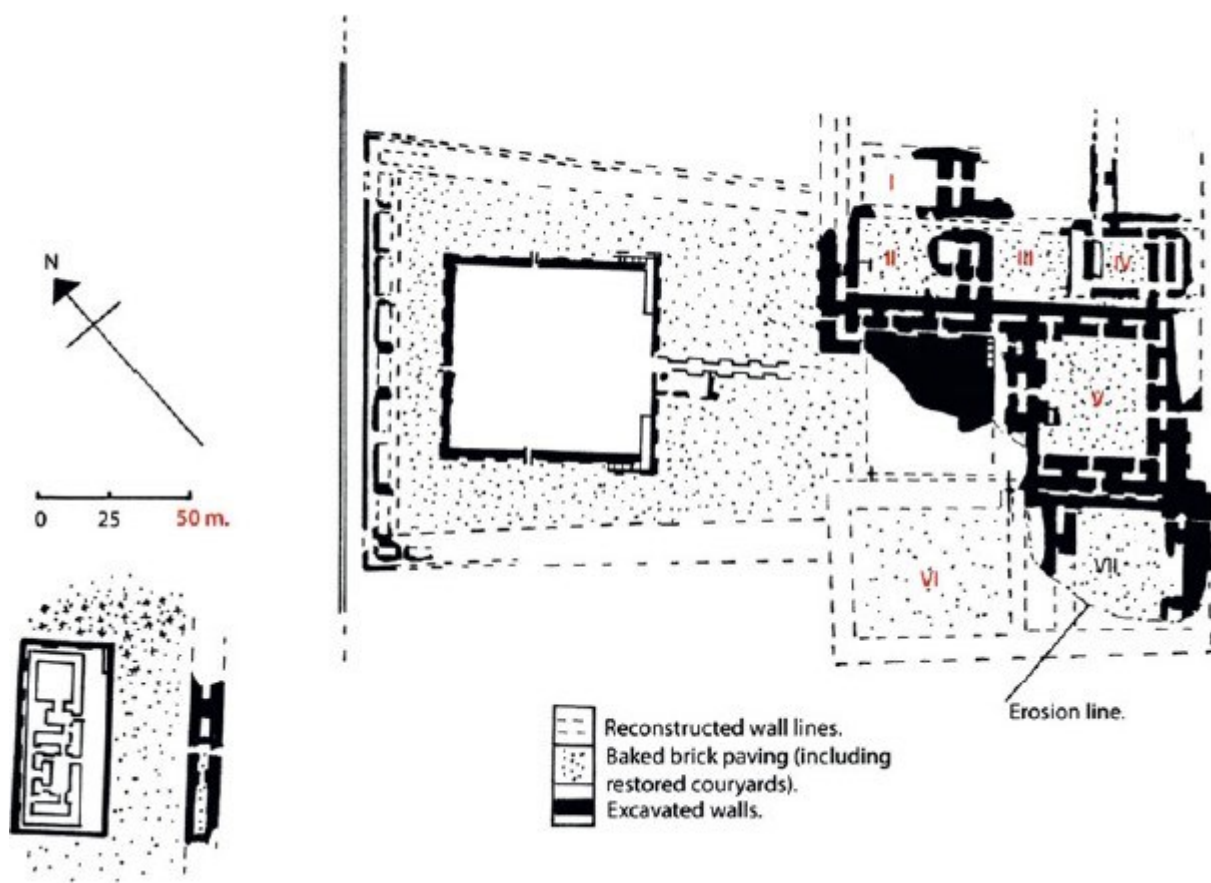 I
II
III
IV
N
V
0 25 50 m.
VI
VII
Erosion line.
Reconstructed wall lines.
Baked brick paving (including
restored couryards).
Excavated walls.